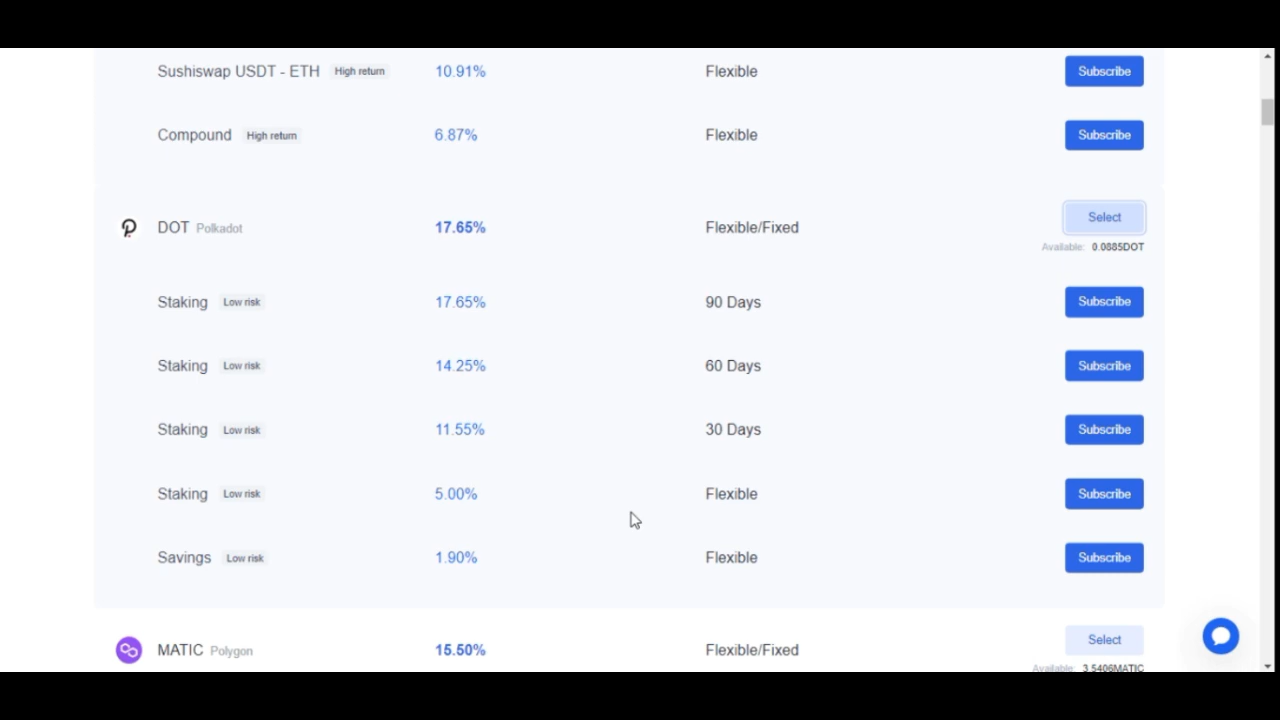 Sushiswap USDT - ETH High return 10.91% Flexible Subscribe
Compound High return 6.87% Flexible Subscribe
DOT Polkadot 17.65% Flexible/Fixed Select
Available: 0.0885DOT
Staking Low risk 17.65% 90 Days Subscribe
Staking Low risk 14.25% 60 Days Subscribe
Staking Low risk 11.55% 30 Days Subscribe
Staking Low risk 5.00% Flexible Subscribe
Savings Low risk 1.90% Flexible Subscribe
MATIC Polygon 15.50% Flexible/Fixed Select
Available: 3.5406MATIC